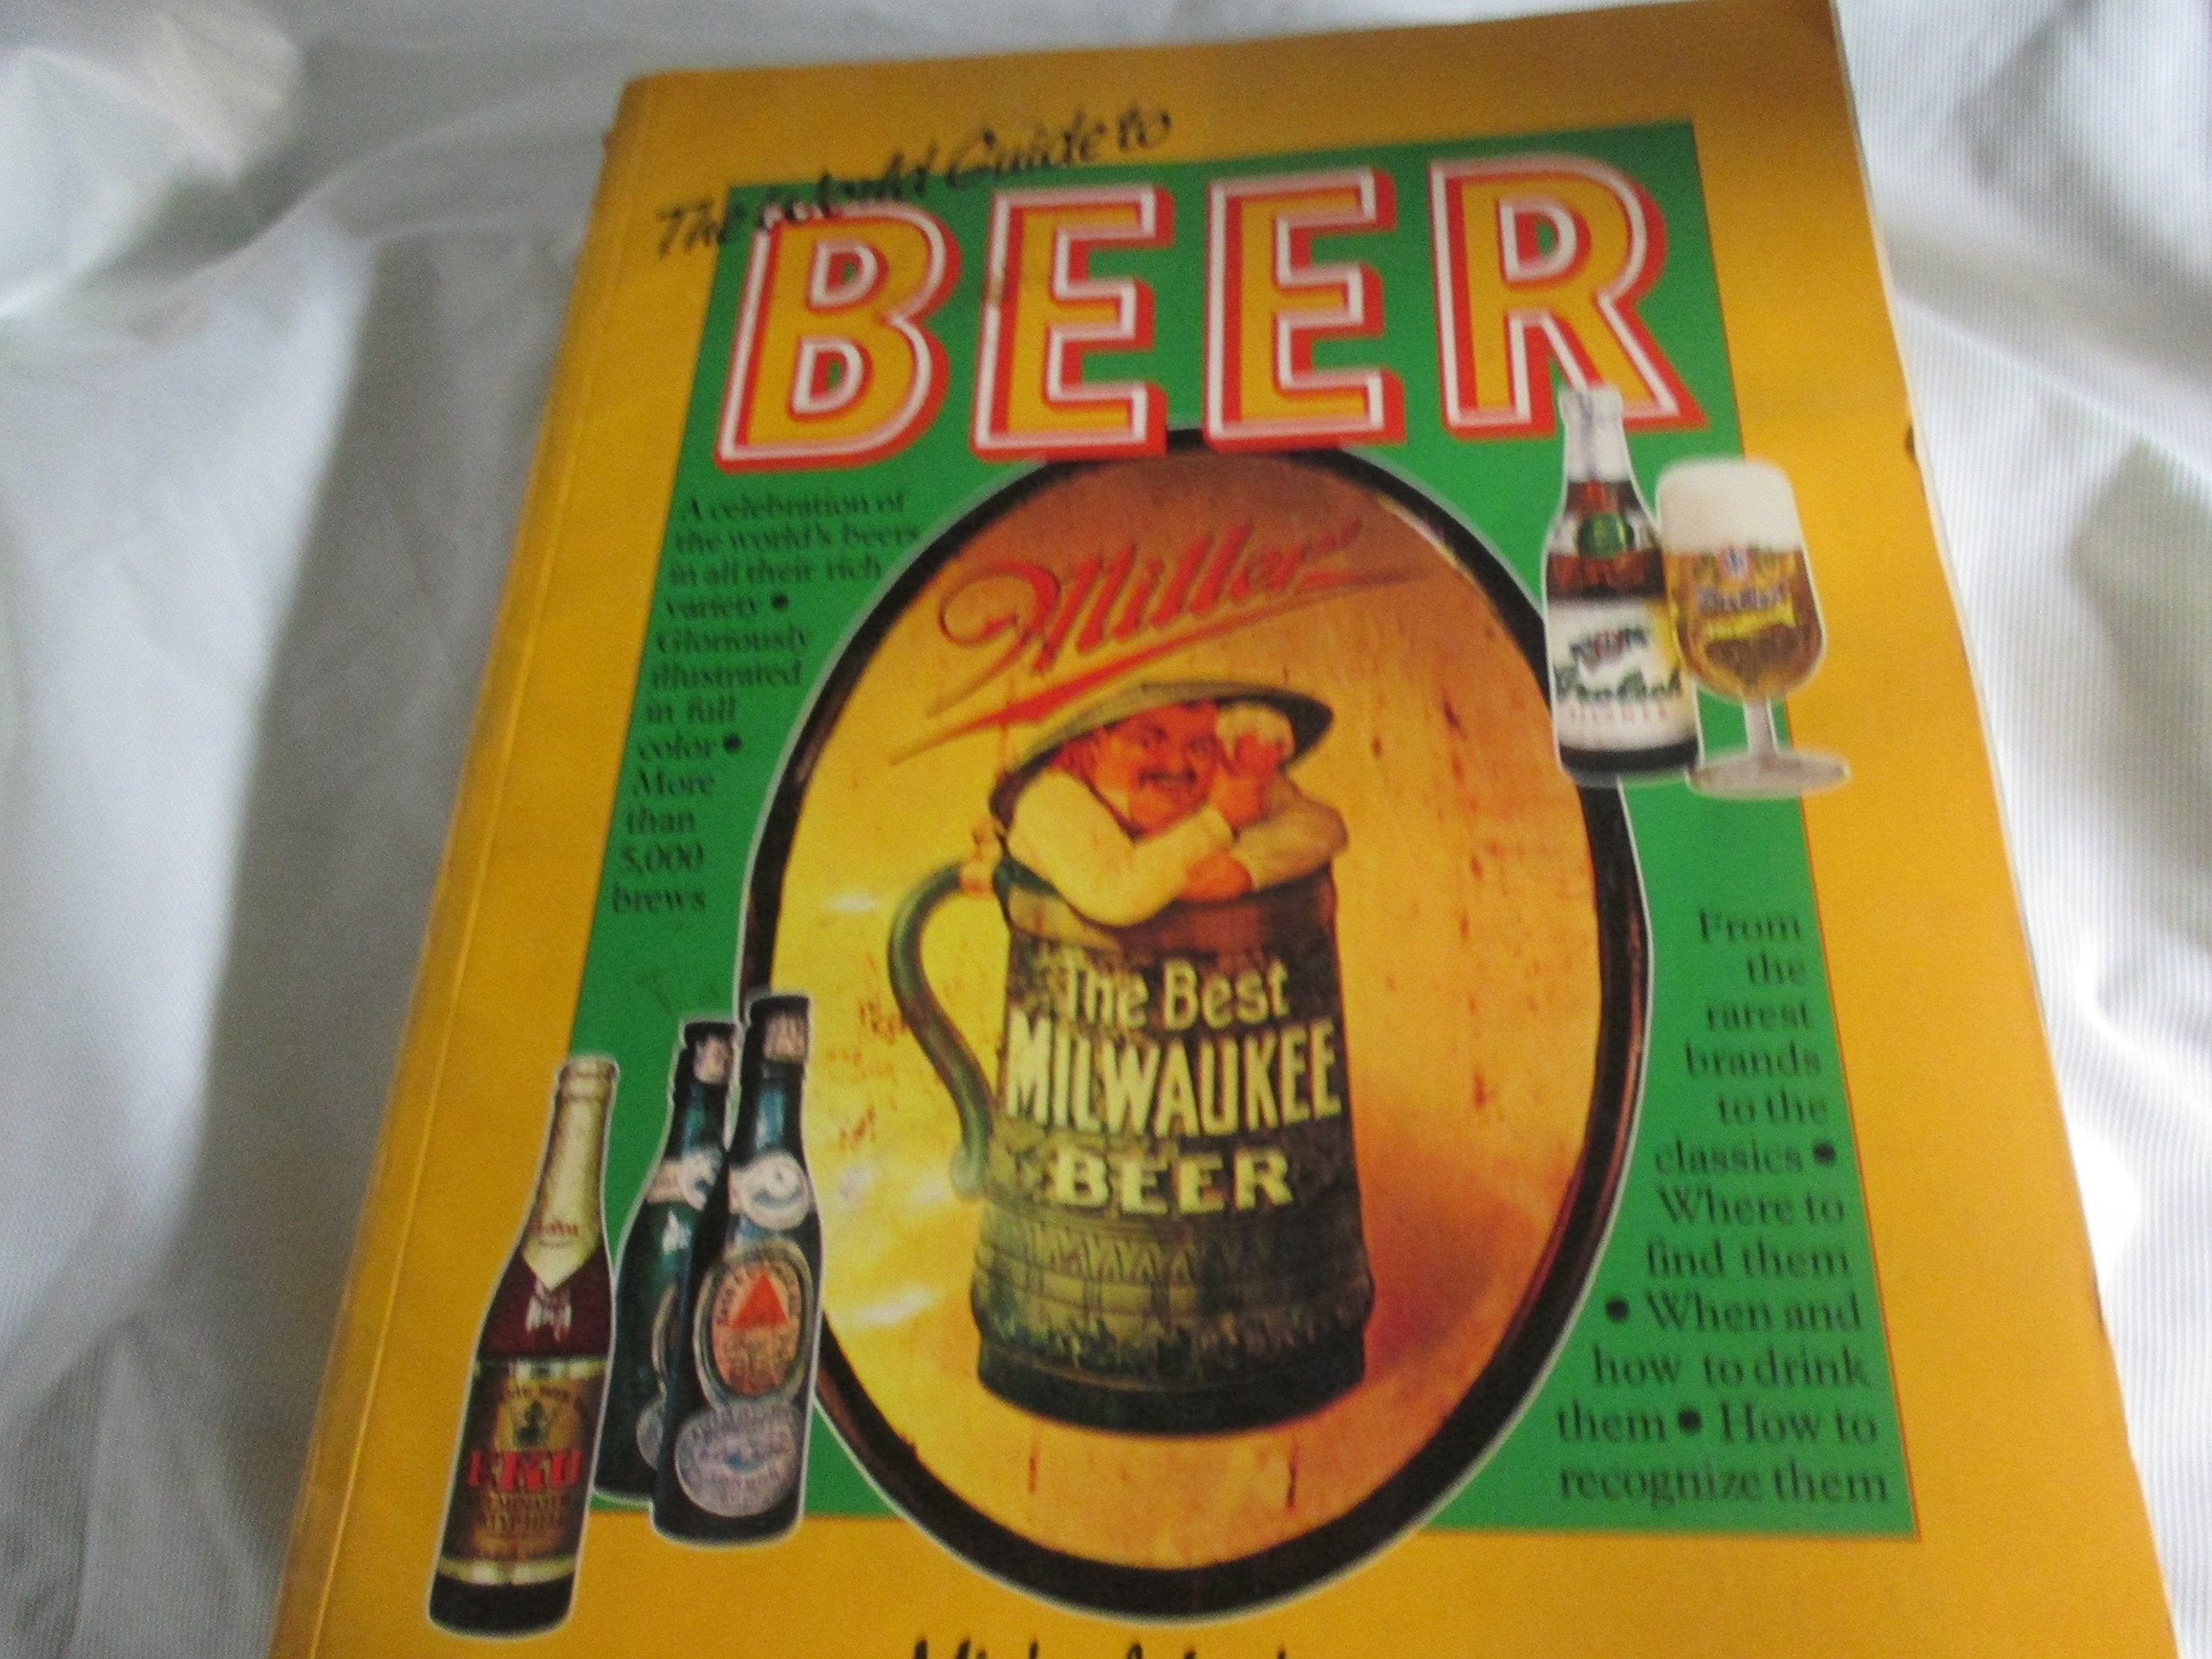 The World Guide to
BEER
A celebration of
the world's beers
in all their rich
variety •
Gloriously
illustrated
in full
color •
More
than
5,000
brews
Miller
The Best
MILWAUKEE
BEER
From
the
rarest
brands
to the
classics •
Where to
find them
• When and
how to drink
them • How to
recognize them
EKU